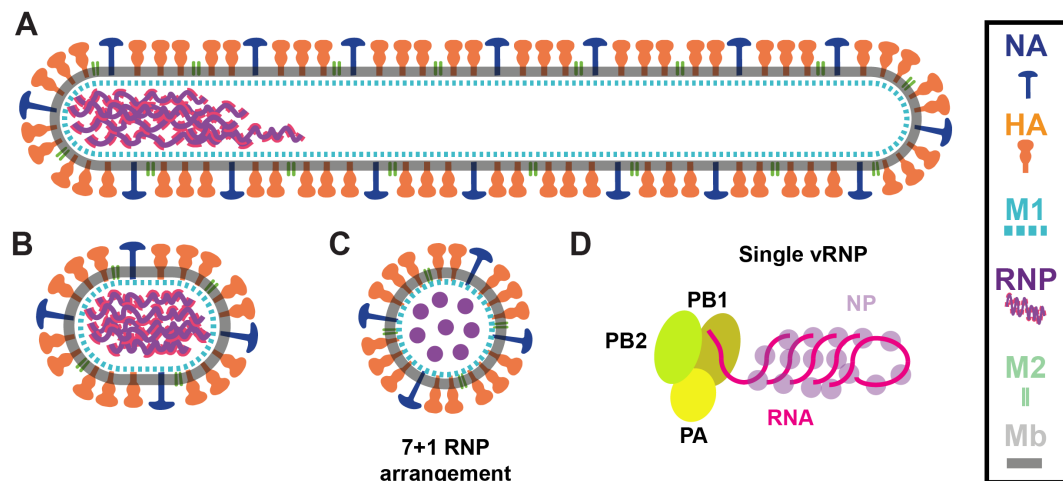 A
B
C
D
Single vRNP
PB1
PB2
NP
PA
RNA
7+1 RNP
arrangement
NA
HA
M1
RNP
M2
Mb